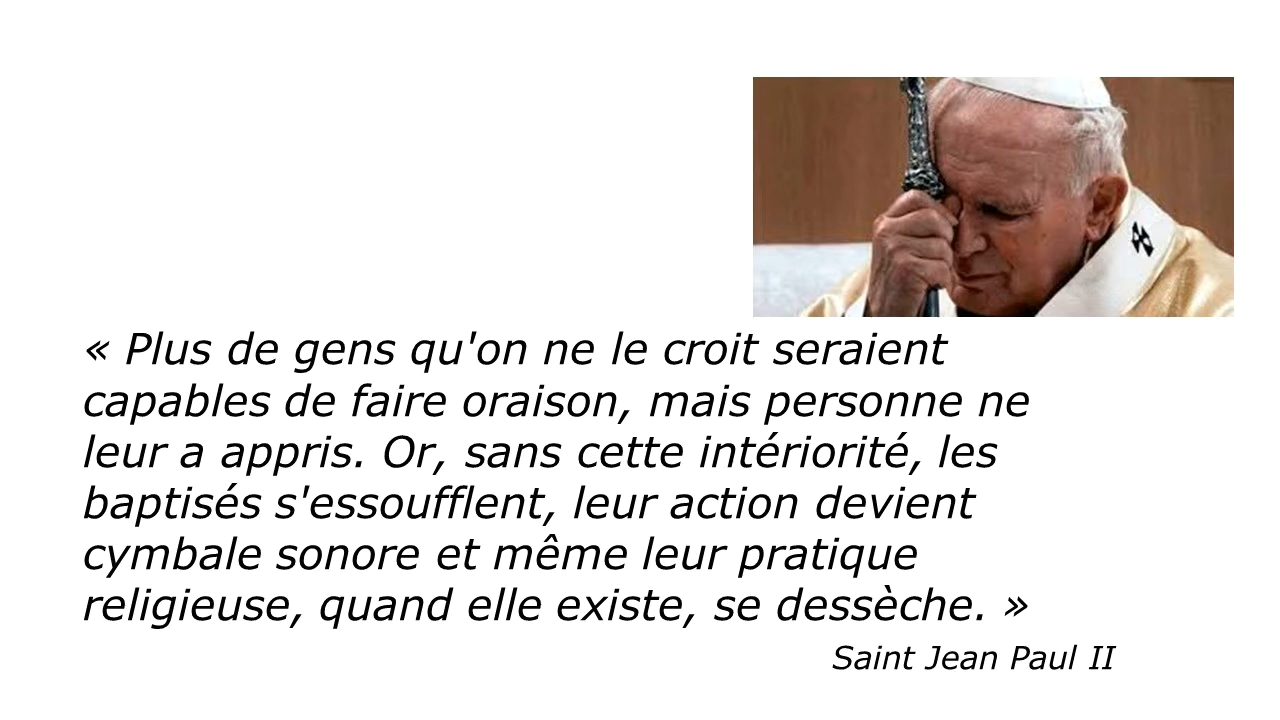 « Plus de gens qu'on ne le croit seraient
capables de faire oraison, mais personne ne
leur a appris. Or, sans cette intériorité, les
baptisés s'essoufflent, leur action devient
cymbale sonore et même leur pratique
religieuse, quand elle existe, se dessèche. »
Saint Jean Paul II